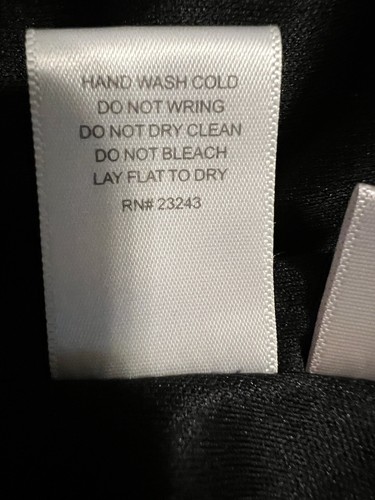 HAND WASH COLD
DO NOT WRING
DO NOT DRY CLEAN
DO NOT BLEACH
LAY FLAT TO DRY
RN# 23243